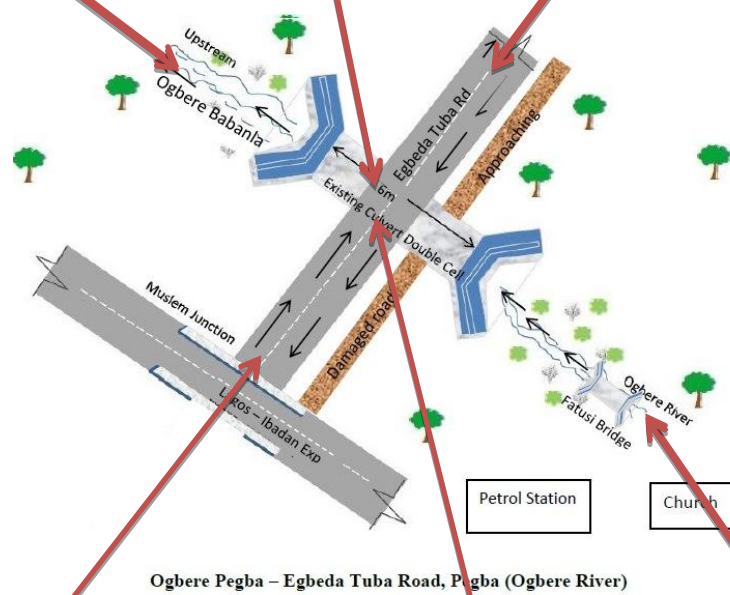 Upstream
Ogbere Babanla
Egbeda Tuba Rd
Approaching
6m
Existing Culvert Double Cell
Muslem Junction
Damaged road
Lagos – Ibadan Exp
Ogbere River
Fatusi Bridge
Petrol Station
Church
Ogbere Pegba – Egbeda Tuba Road, Pegba (Ogbere River)